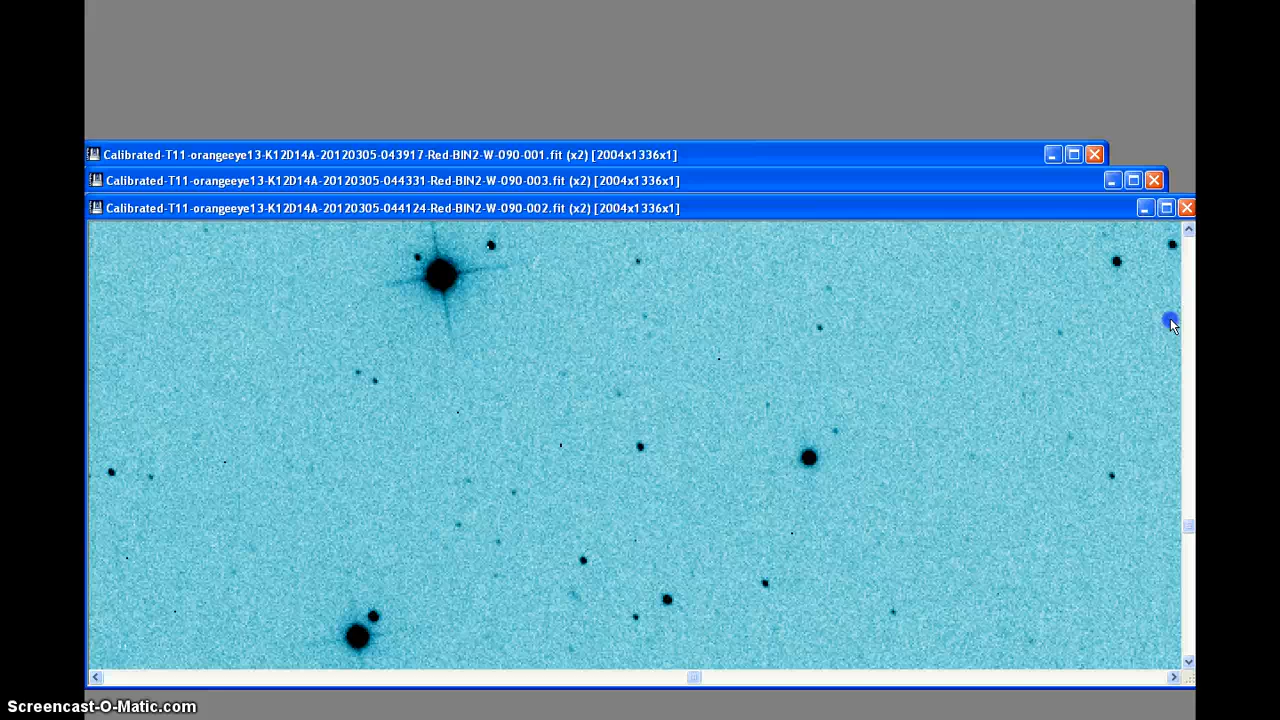 Calibrated-T11-orangeeye13-K12D14A-20120305-043917-Red-BIN2-W-090-001.fit (x2) [2004x1336x1]
Calibrated-T11-orangeeye13-K12D14A-20120305-044331-Red-BIN2-W-090-003.fit (x2) [2004x1336x1]
Calibrated-T11-orangeeye13-K12D14A-20120305-044124-Red-BIN2-W-090-002.fit (x2) [2004x1336x1]
Screencast-O-Matic.com